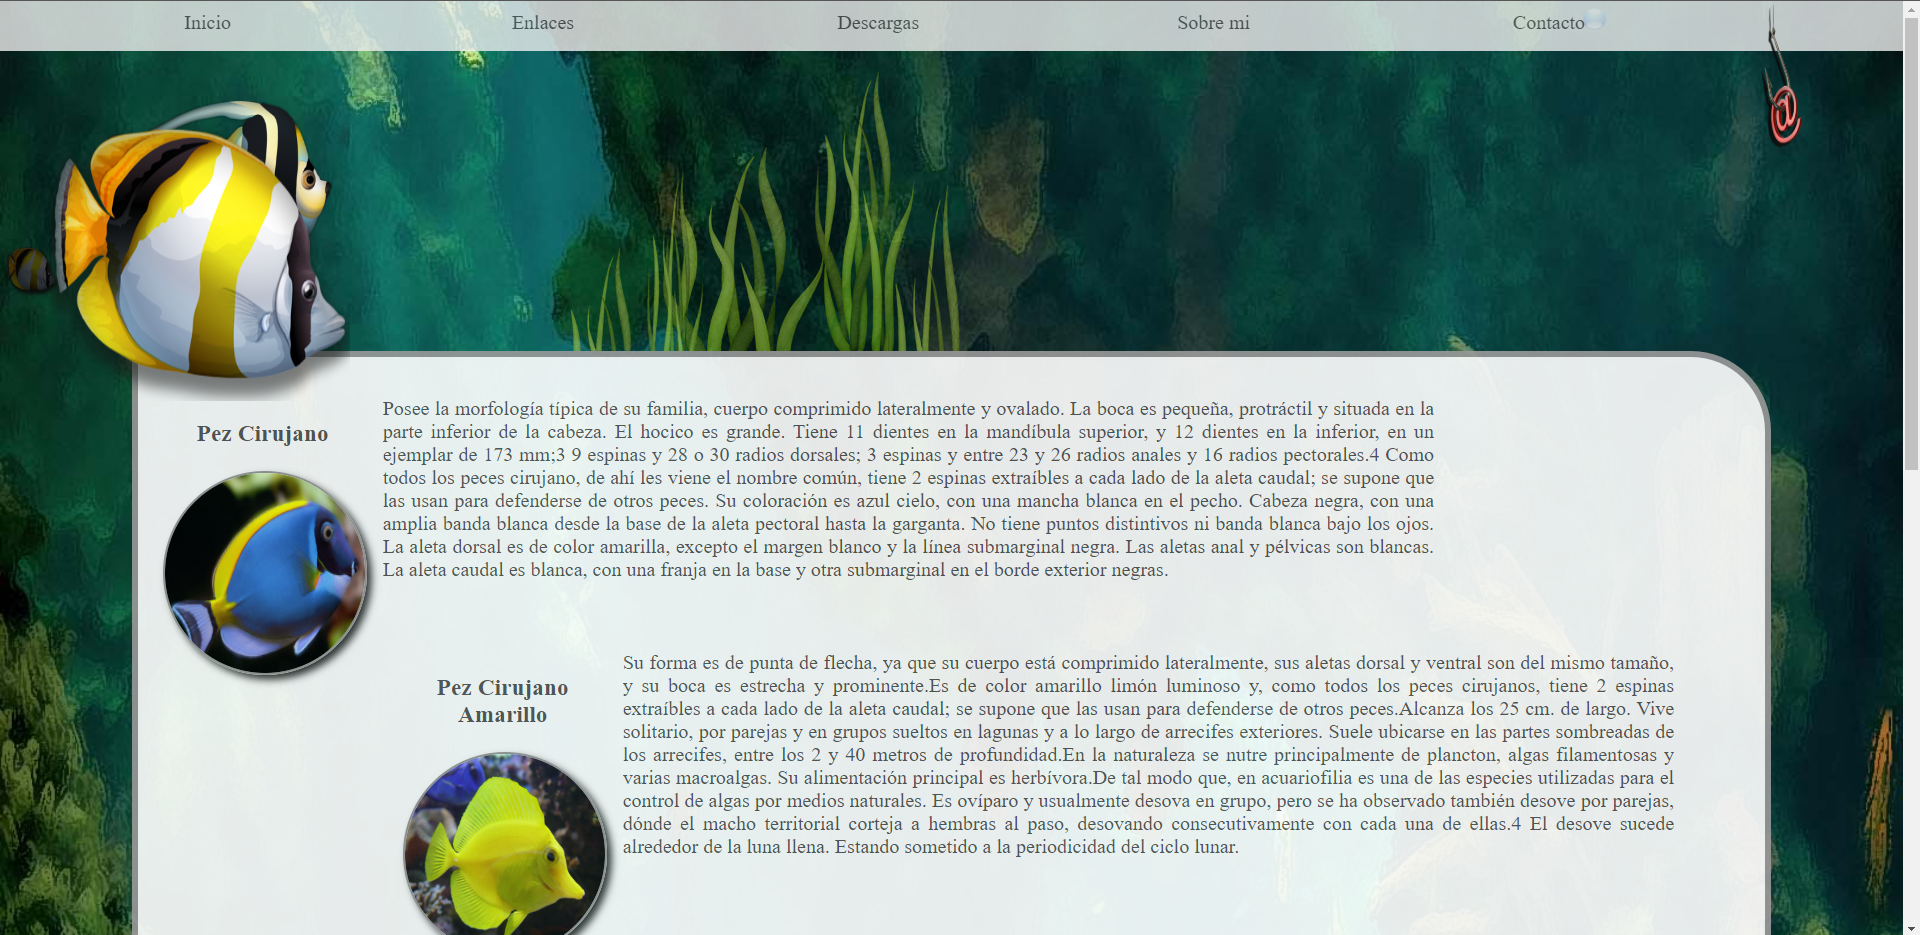 Inicio Enlaces Descargas Sobre mi Contacto
@
Pez Cirujano
Posee la morfología típica de su familia, cuerpo comprimido lateralmente y ovalado. La boca es pequeña, protráctil y situada en la
parte inferior de la cabeza. El hocico es grande. Tiene 11 dientes en la mandíbula superior, y 12 dientes en la inferior, en un
ejemplar de 173 mm;3 9 espinas y 28 o 30 radios dorsales; 3 espinas y entre 23 y 26 radios anales y 16 radios pectorales.4 Como
todos los peces cirujano, de ahí les viene el nombre común, tiene 2 espinas extraíbles a cada lado de la aleta caudal; se supone que
las usan para defenderse de otros peces. Su coloración es azul cielo, con una mancha blanca en el pecho. Cabeza negra, con una
amplia banda blanca desde la base de la aleta pectoral hasta la garganta. No tiene puntos distintivos ni banda blanca bajo los ojos.
La aleta dorsal es de color amarilla, excepto el margen blanco y la línea submarginal negra. Las aletas anal y pélvicas son blancas.
La aleta caudal es blanca, con una franja en la base y otra submarginal en el borde exterior negras.
Pez Cirujano
Amarillo
Su forma es de punta de flecha, ya que su cuerpo está comprimido lateralmente, sus aletas dorsal y ventral son del mismo tamaño,
y su boca es estrecha y prominente.Es de color amarillo limón luminoso y, como todos los peces cirujanos, tiene 2 espinas
extraíbles a cada lado de la aleta caudal; se supone que las usan para defenderse de otros peces.Alcanza los 25 cm. de largo. Vive
solitario, por parejas y en grupos sueltos en lagunas y a lo largo de arrecifes exteriores. Suele ubicarse en las partes sombreadas de
los arrecifes, entre los 2 y 40 metros de profundidad.En la naturaleza se nutre principalmente de plancton, algas filamentosas y
varias macroalgas. Su alimentación principal es herbívora.De tal modo que, en acuariofilia es una de las especies utilizadas para el
control de algas por medios naturales. Es ovíparo y usualmente desova en grupo, pero se ha observado también desove por parejas,
dónde el macho territorial corteja a hembras al paso, desovando consecutivamente con cada una de ellas.4 El desove sucede
alrededor de la luna llena. Estando sometido a la periodicidad del ciclo lunar.